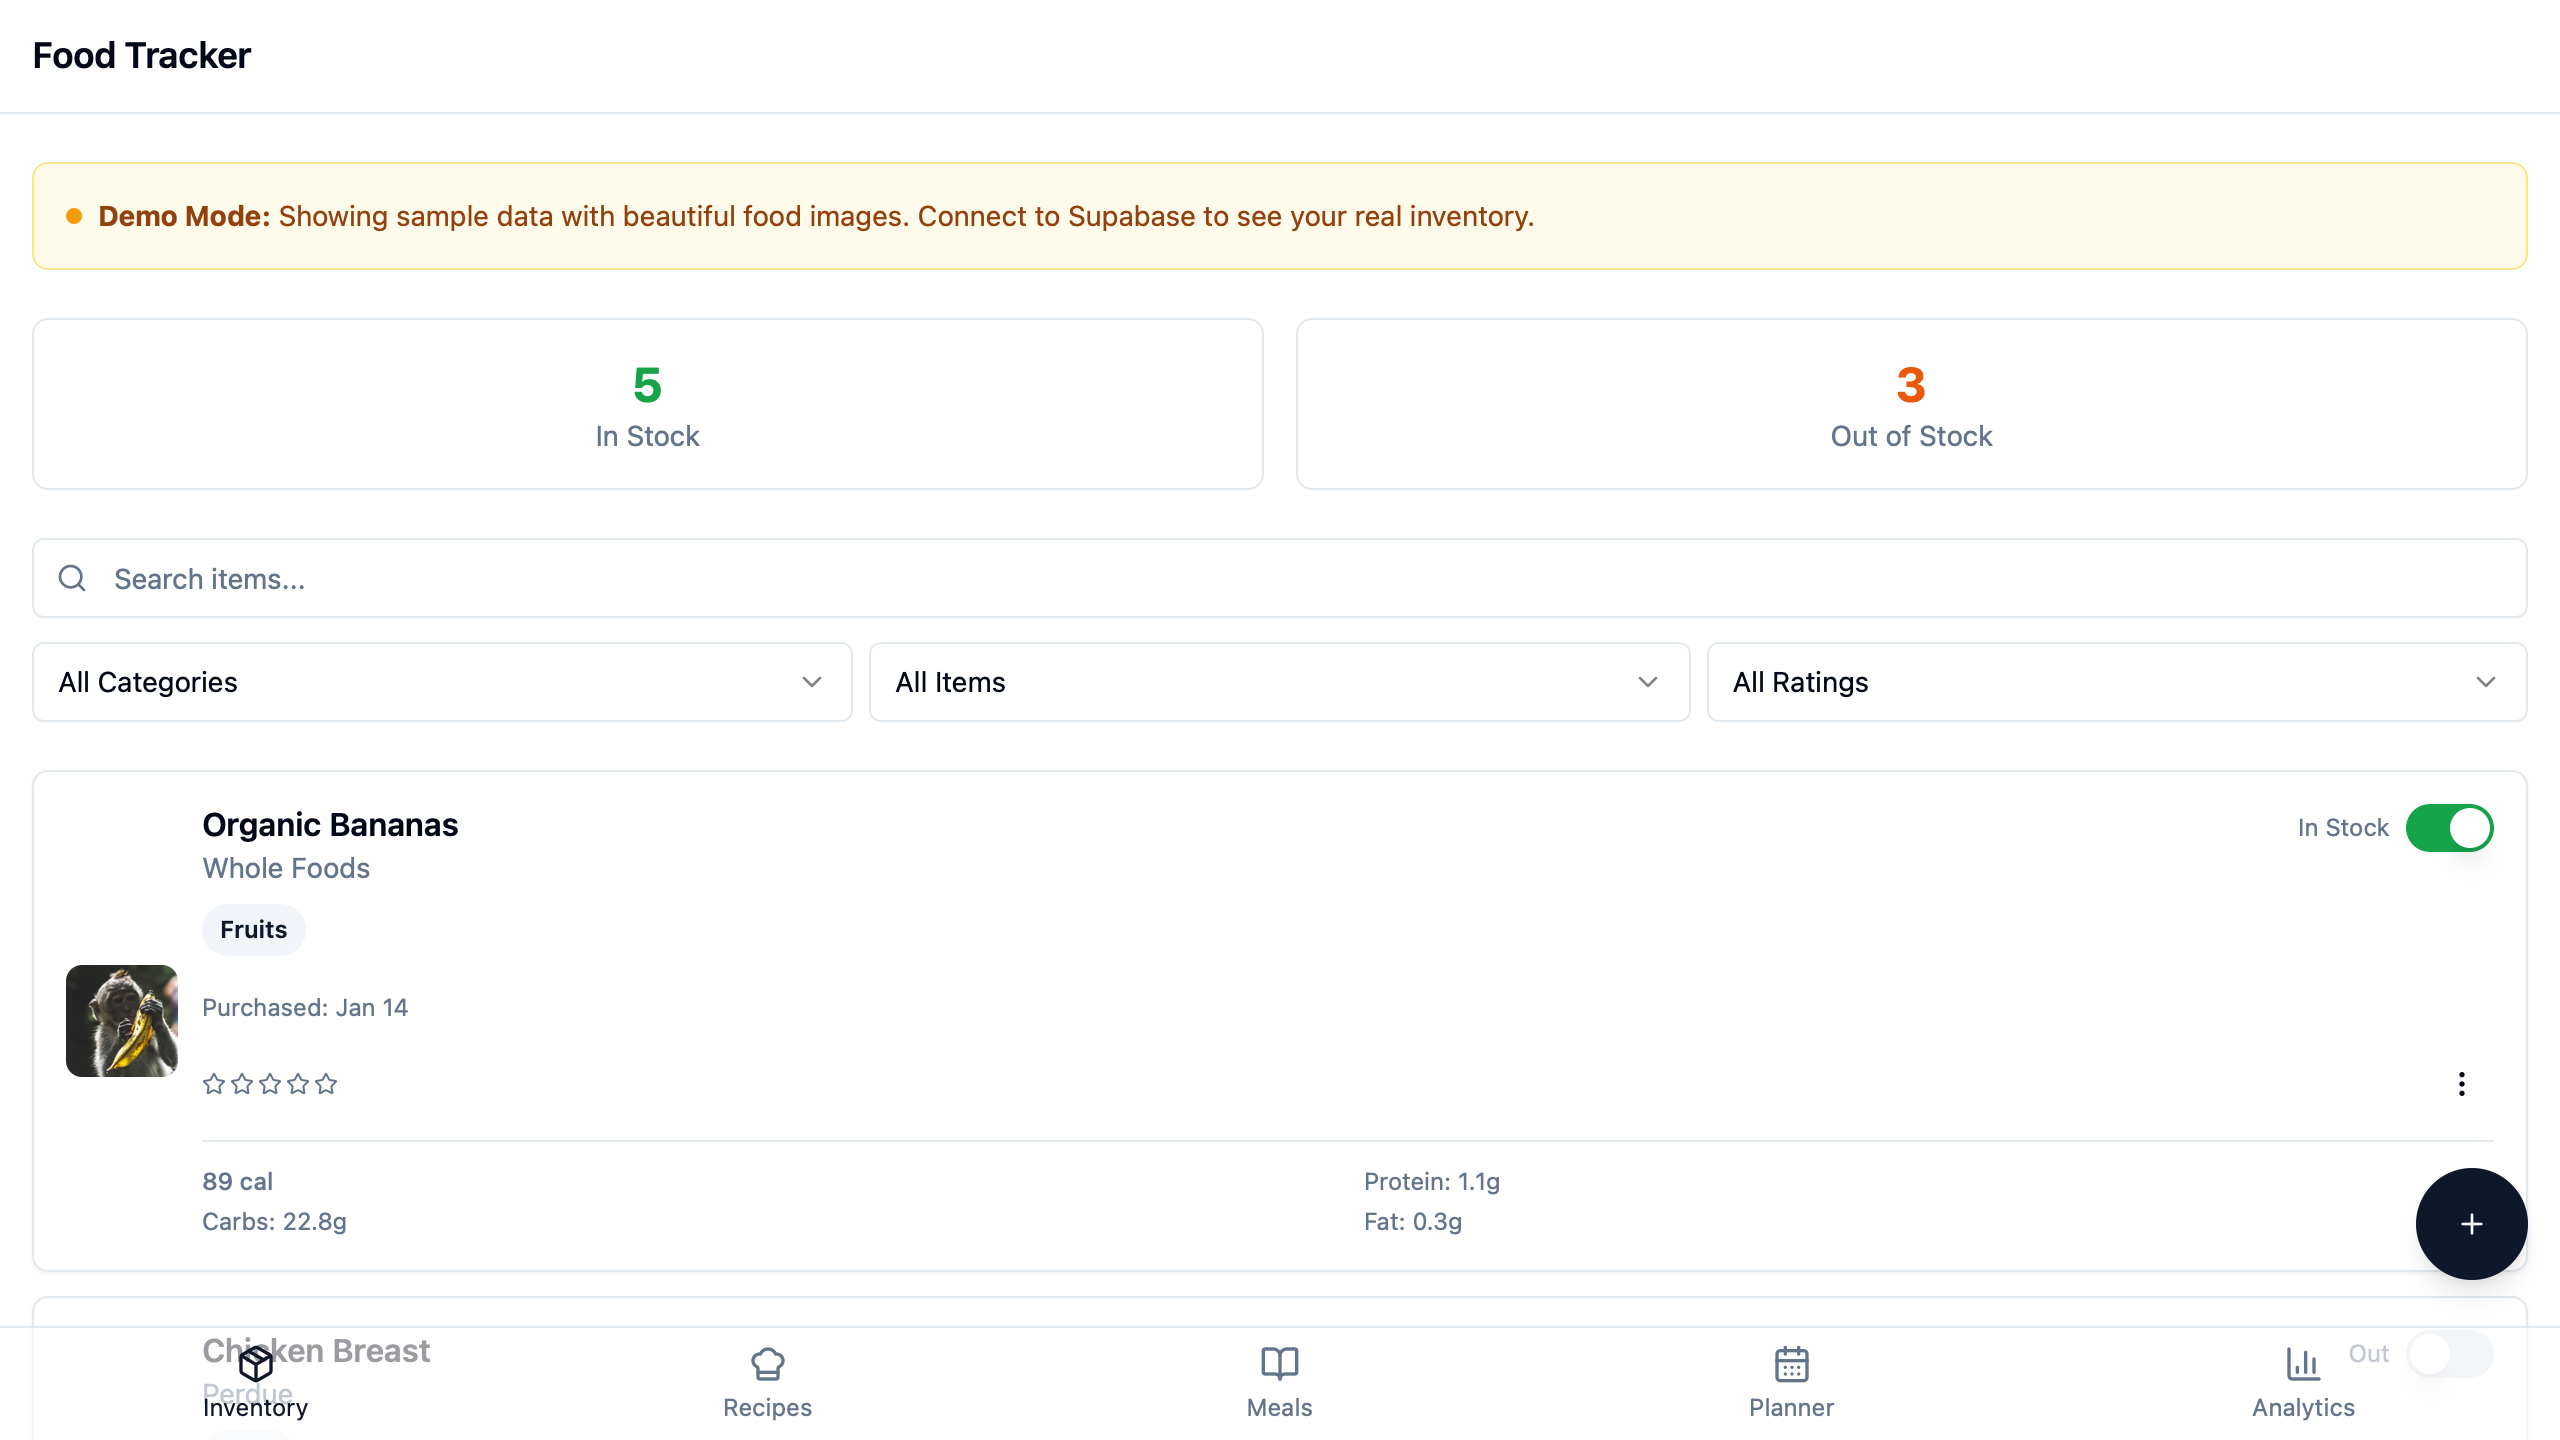 Food Tracker
Demo Mode: Showing sample data with beautiful food images. Connect to Supabase to see your real inventory.
5
In Stock
3
Out of Stock
Search items...
All Categories
All Items
All Ratings
Organic Bananas
In Stock
Whole Foods
Fruits
Purchased: Jan 14
89 cal
Protein: 1.1g
Carbs: 22.8g
Fat: 0.3g
+
Chicken Breast
Out
Perdue
Inventory
Recipes
Meals
Planner
Analytics